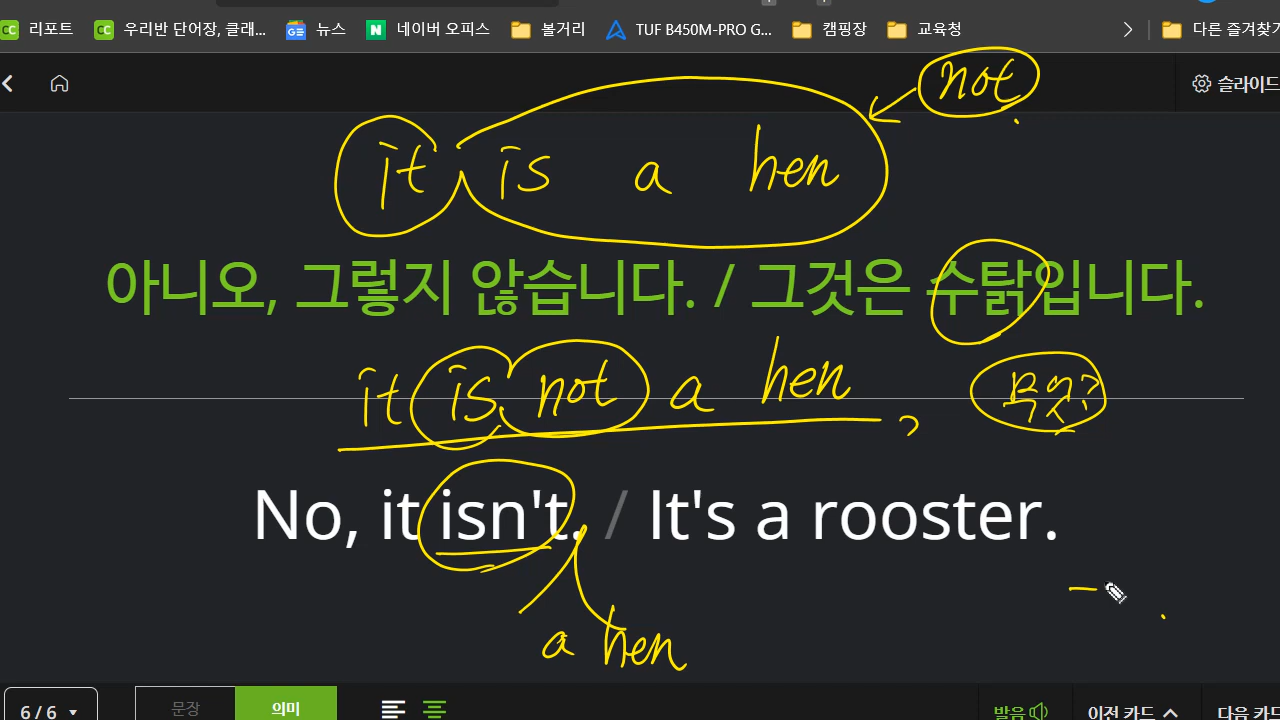 리포트 우리반 단어장, 클래... 뉴스 네이버 오피스 볼거리 TUF B450M-PRO G... 캠핑장 교육청 다른 즐겨찾기
슬라이드
not
it is a hen
아니오, 그렇지 않습니다. / 그것은 수탉입니다.
it is not a hen
No, it isn't. / It's a rooster.
a hen
6 / 6 문장 의미 발음 이전 카드 다음 카드